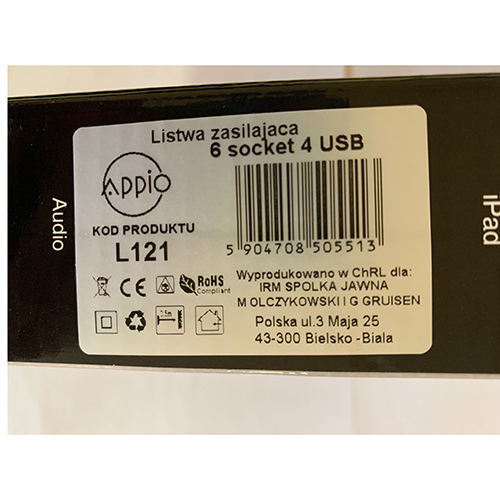 Listwa zasilajaca
6 socket 4 USB
APPIO
KOD PRODUKTU
L121
5 904708 505513
RoHS
Compliant
Wyprodukowano w ChRL dla:
IRM SPOLKA JAWNA
M OLCZYKOWSKI I G GRUISEN
Polska ul.3 Maja 25
43-300 Bielsko -Biala
CE
Audio
iPad